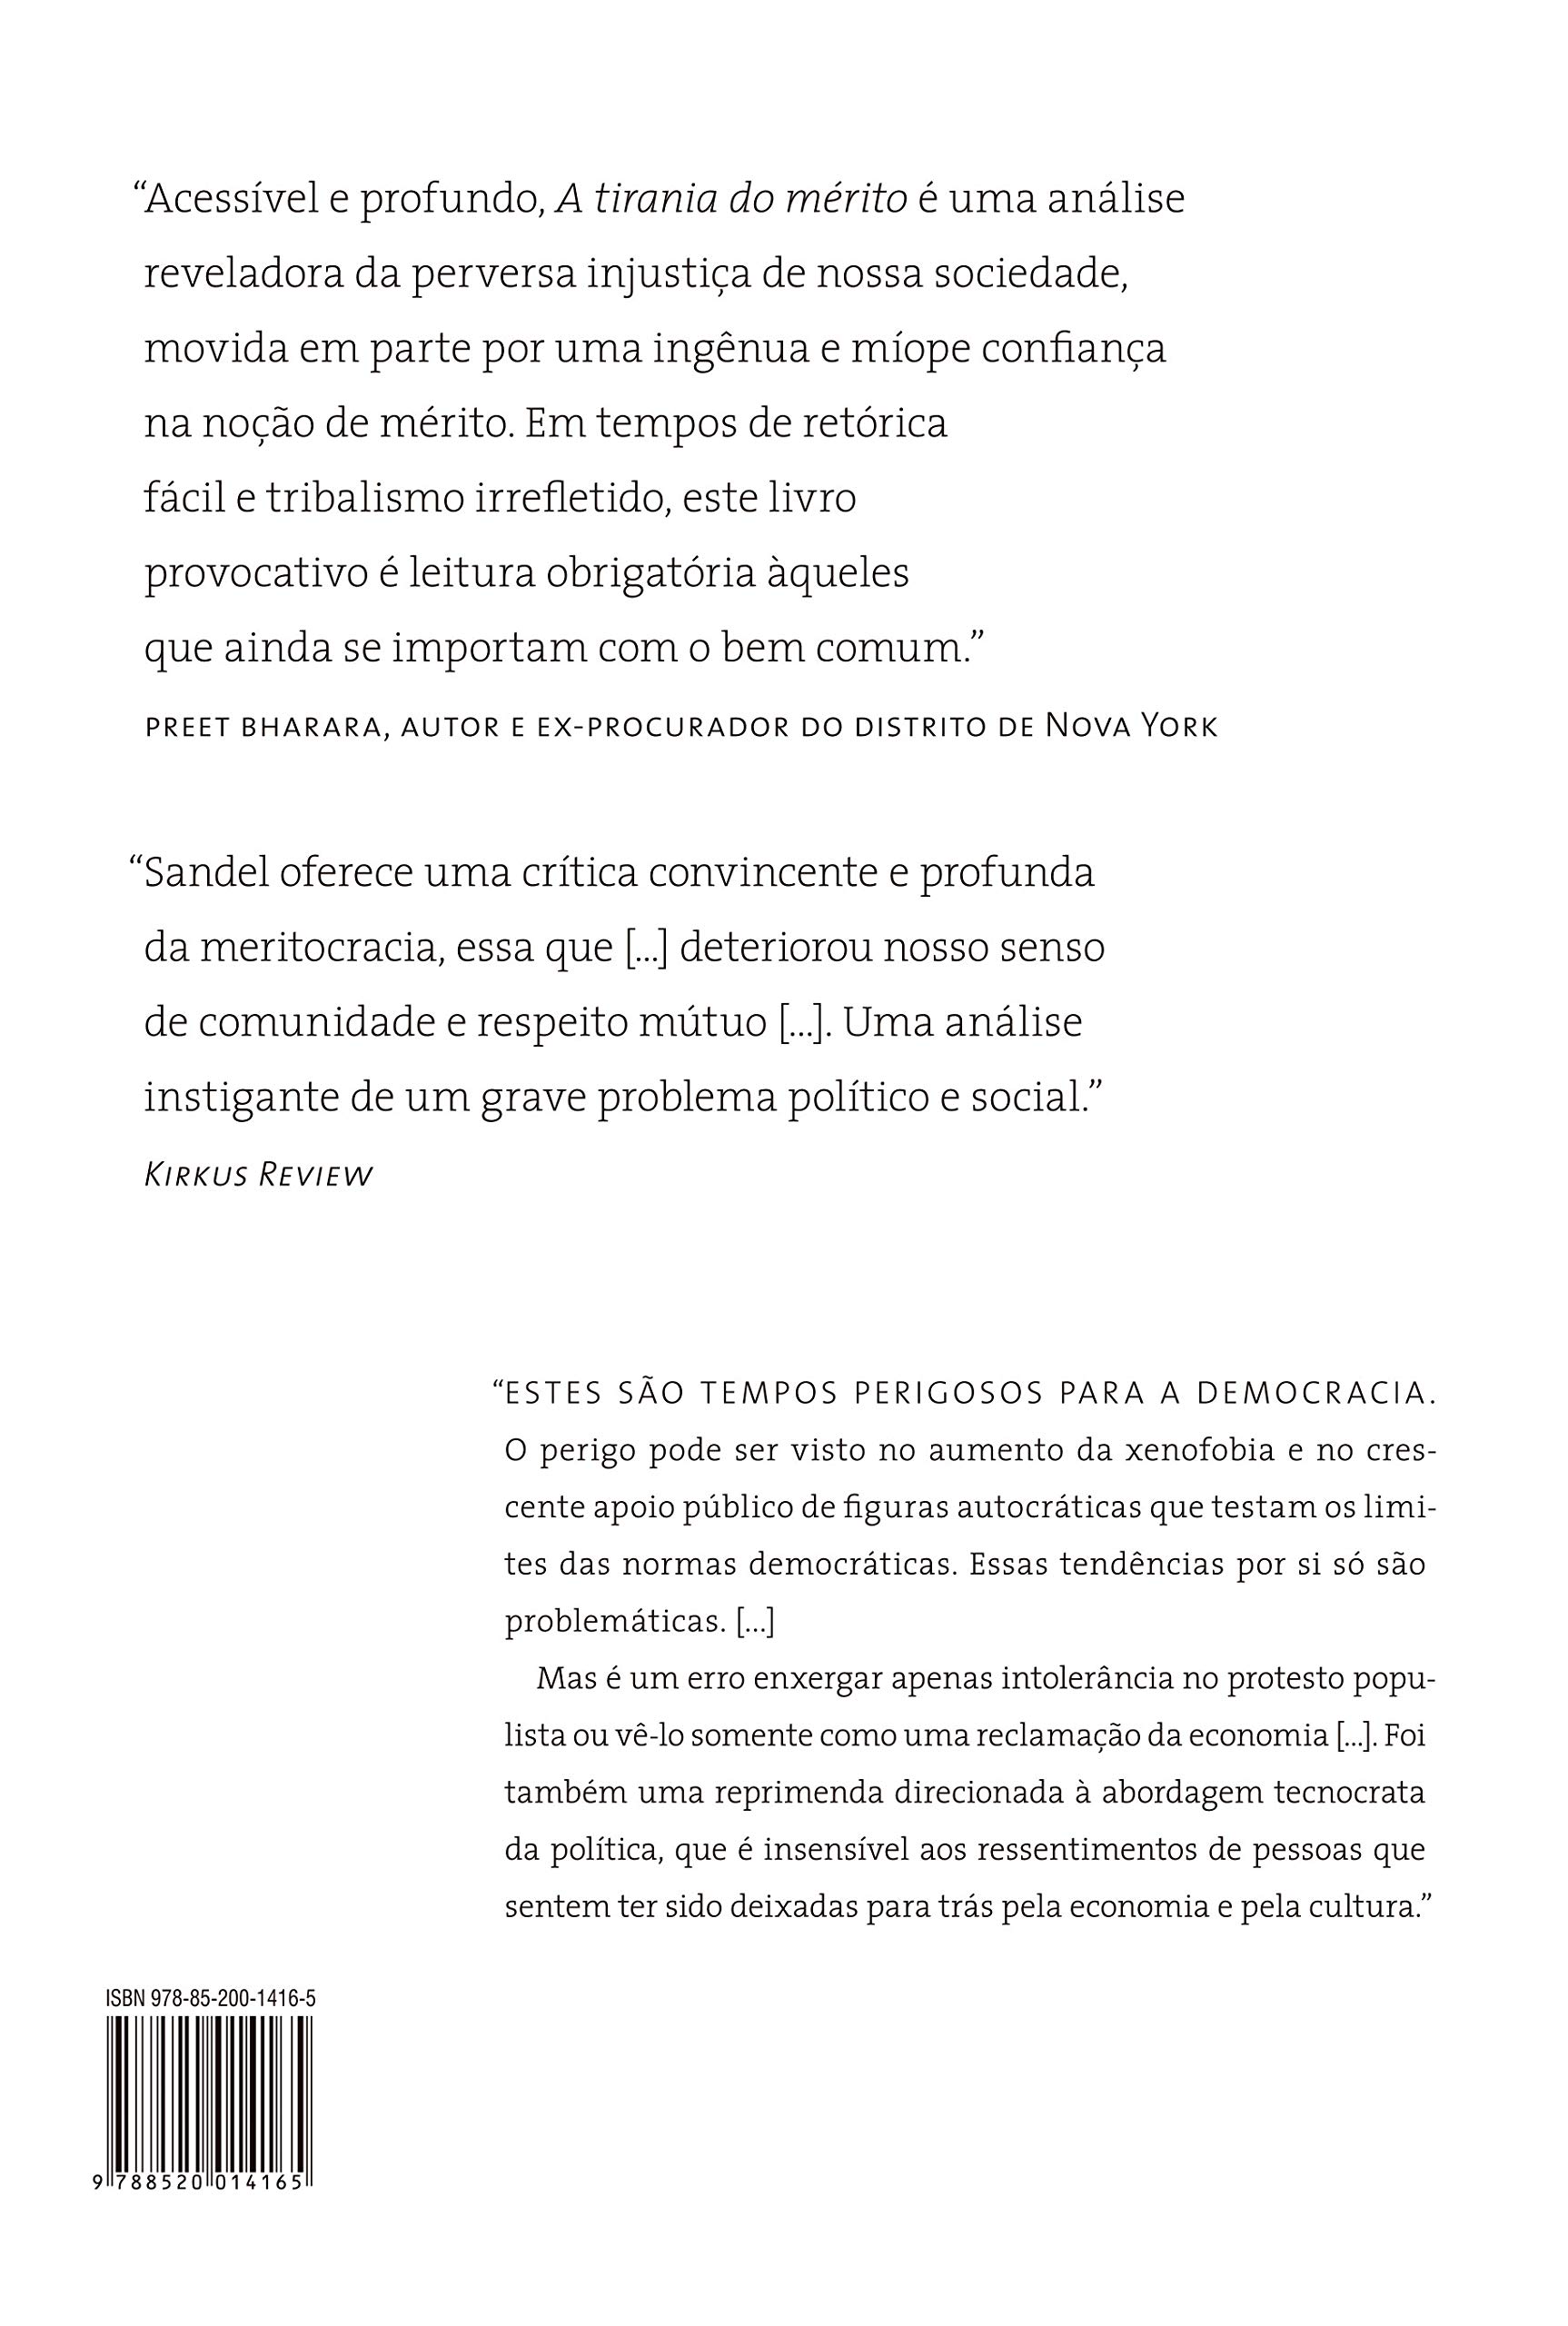 “Acessível e profundo, A tirania do mérito é uma análise
reveladora da perversa injustiça de nossa sociedade,
movida em parte por uma ingênua e míope confiança
na noção de mérito. Em tempos de retórica
fácil e tribalismo irrefletido, este livro
provocativo é leitura obrigatória àqueles
que ainda se importam com o bem comum.”
PREET BHARARA, AUTOR E EX-PROCURADOR DO DISTRITO DE NOVA YORK
“Sandel oferece uma crítica convincente e profunda
da meritocracia, essa que [...] deteriorou nosso senso
de comunidade e respeito mútuo [...]. Uma análise
instigante de um grave problema político e social.”
KIRKUS REVIEW
“ESTES SÃO TEMPOS PERIGOSOS PARA A DEMOCRACIA.
O perigo pode ser visto no aumento da xenofobia e no cres-
cente apoio público de figuras autocráticas que testam os limi-
tes das normas democráticas. Essas tendências por si só são
problemáticas. [...]
Mas é um erro enxergar apenas intolerância no protesto popu-
lista ou vê-lo somente como uma reclamação da economia [...]. Foi
também uma reprimenda direcionada à abordagem tecnocrata
da política, que é insensível aos ressentimentos de pessoas que
sentem ter sido deixadas para trás pela economia e pela cultura.”
ISBN 978-85-200-1416-5
9 788520 014165